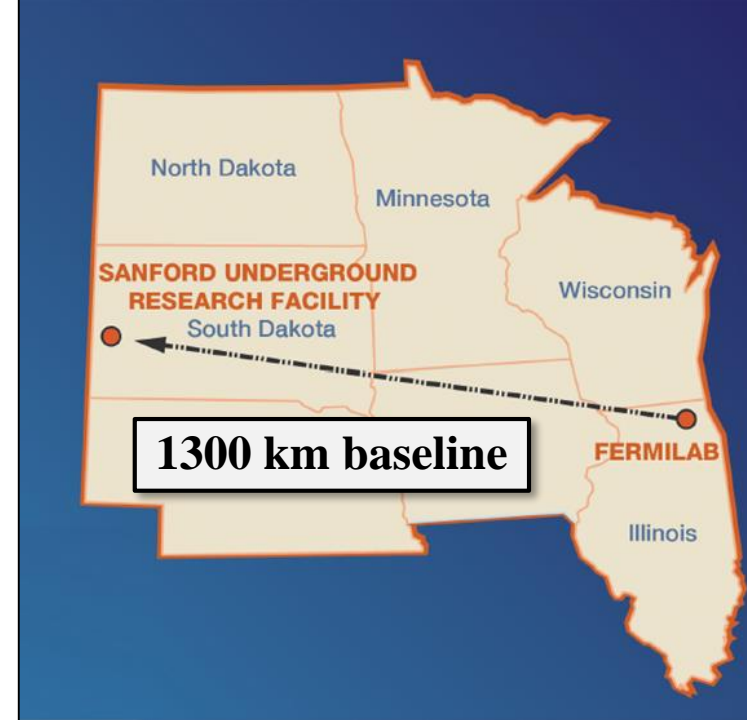 North Dakota
Minnesota
SANFORD UNDERGROUND
RESEARCH FACILITY
South Dakota
Wisconsin
1300 km baseline
FERMILAB
Illinois